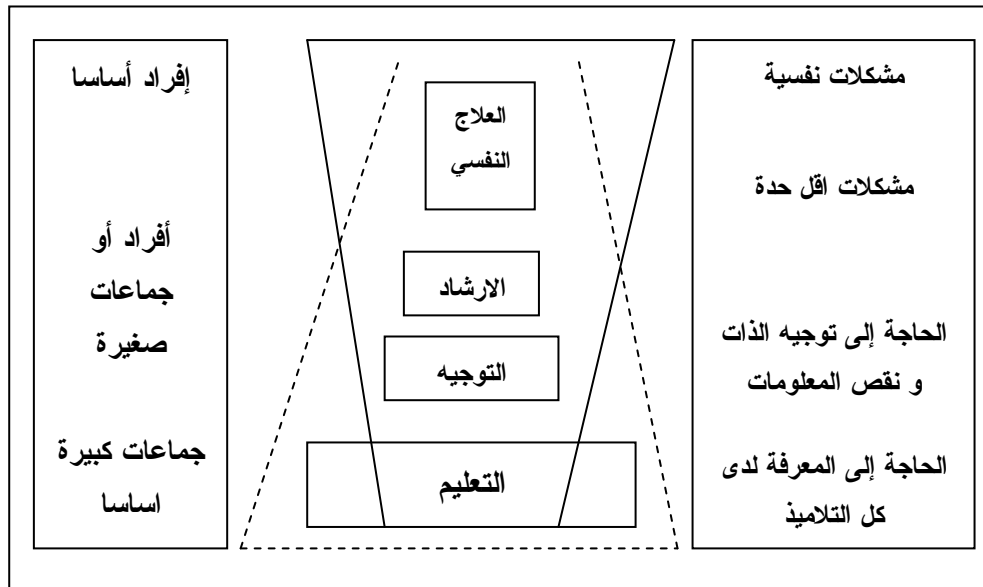 مشكلات نفسية
مشكلات اقل حدة
الحاجة إلى توجيه الذات
و نقص المعلومات
الحاجة إلى المعرفة لدى
كل التلاميذ
العلاج
النفسي
الارشاد
التوجيه
التعليم
إفراد أساسا
أفراد أو
جماعات
صغيرة
جماعات كبيرة
اساسا